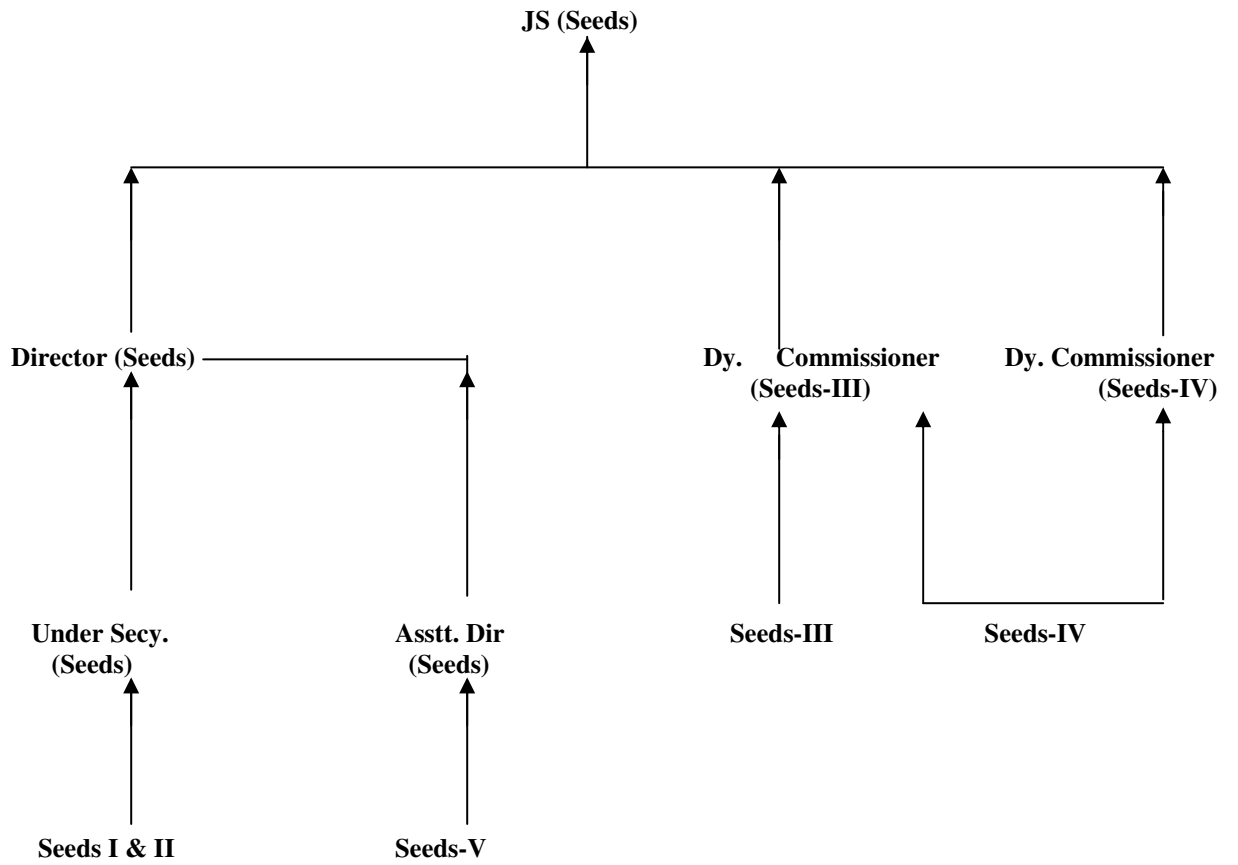 JS (Seeds)
Director (Seeds)
Dy. Commissioner
(Seeds-III)
Dy. Commissioner
(Seeds-IV)
Under Secy.
(Seeds)
Asstt. Dir
(Seeds)
Seeds-III
Seeds-IV
Seeds I & II
Seeds-V